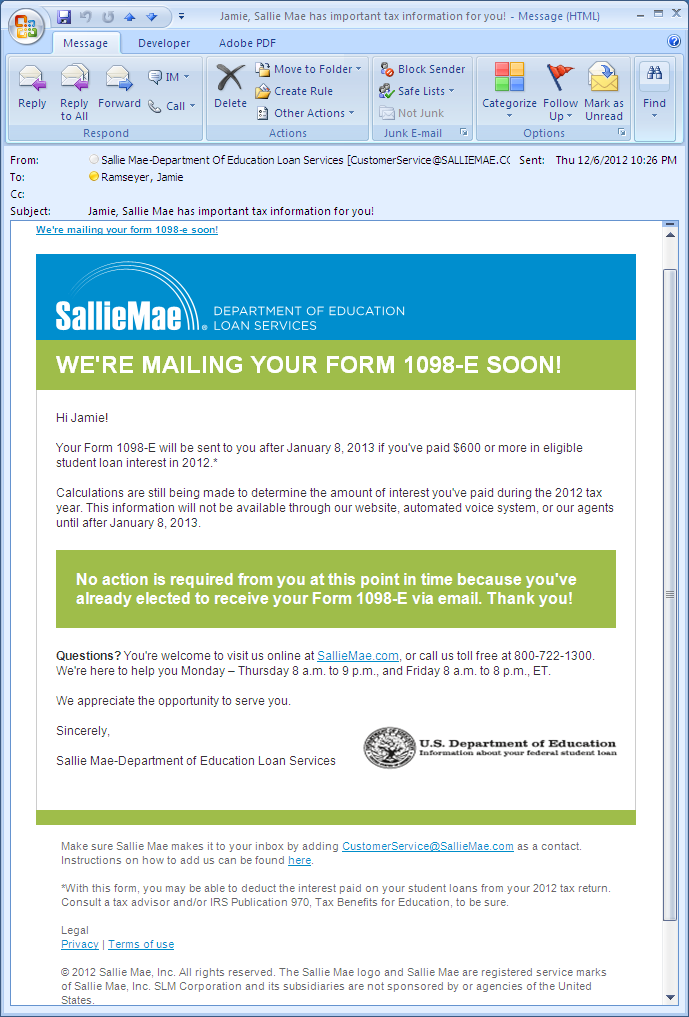 Jamie, Sallie Mae has important tax information for you! - Message (HTML)
Message Developer Adobe PDF
Reply
Reply to All
Forward
IM
Call
Respond
Delete
Move to Folder
Create Rule
Other Actions
Actions
Block Sender
Safe Lists
Not Junk
Junk E-mail
Categorize
Follow Up
Mark as Unread
Options
Find
From: Sallie Mae-Department Of Education Loan Services [CustomerService@SALLIEMAE.CC Sent: Thu 12/6/2012 10:26 PM
To: Ramseyer, Jamie
Cc:
Subject: Jamie, Sallie Mae has important tax information for you!
We're mailing your form 1098-e soon!
SallieMae® DEPARTMENT OF EDUCATION
LOAN SERVICES
WE'RE MAILING YOUR FORM 1098-E SOON!
Hi Jamie!
Your Form 1098-E will be sent to you after January 8, 2013 if you've paid $600 or more in eligible
student loan interest in 2012.*
Calculations are still being made to determine the amount of interest you've paid during the 2012 tax
year. This information will not be available through our website, automated voice system, or our agents
until after January 8, 2013.
No action is required from you at this point in time because you've
already elected to receive your Form 1098-E via email. Thank you!
Questions? You're welcome to visit us online at SallieMae.com, or call us toll free at 800-722-1300.
We're here to help you Monday – Thursday 8 a.m. to 9 p.m., and Friday 8 a.m. to 8 p.m., ET.
We appreciate the opportunity to serve you.
Sincerely,
Sallie Mae-Department of Education Loan Services
U.S. Department of Education
Information about your federal student loan
Make sure Sallie Mae makes it to your inbox by adding CustomerService@SallieMae.com as a contact.
Instructions on how to add us can be found here.
*With this form, you may be able to deduct the interest paid on your student loans from your 2012 tax return.
Consult a tax advisor and/or IRS Publication 970, Tax Benefits for Education, to be sure.
Legal
Privacy | Terms of use
© 2012 Sallie Mae, Inc. All rights reserved. The Sallie Mae logo and Sallie Mae are registered service marks
of Sallie Mae, Inc. SLM Corporation and its subsidiaries are not sponsored by or agencies of the United
States.